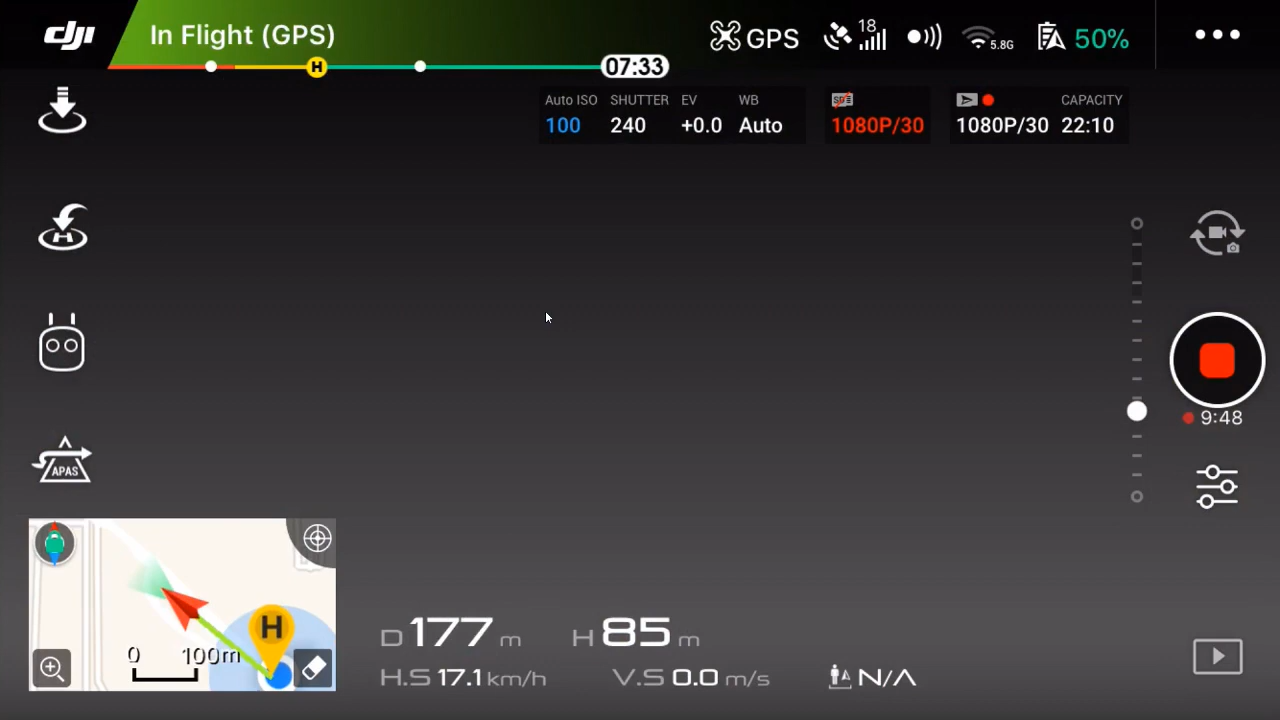 dji In Flight (GPS) GPS 18 5.8G 50%
H 07:33
Auto ISO SHUTTER EV WB CAPACITY
100 240 +0.0 Auto 1080P/30 1080P/30 22:10
H
9:48
APAS
H
0 100m
D 177 m H 85 m
H.S 17.1 km/h V.S 0.0 m/s N/A